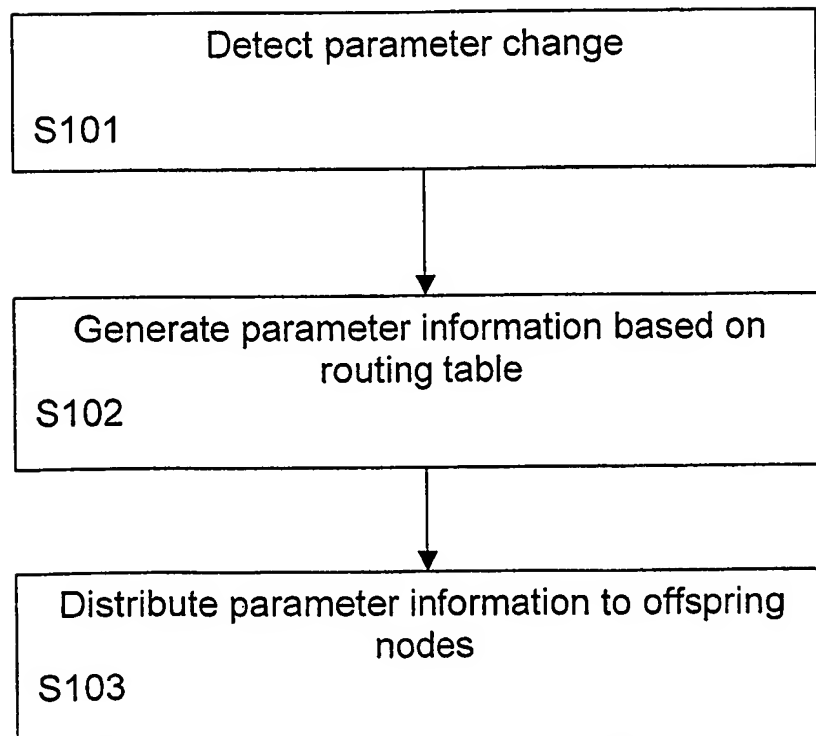 Detect parameter change
S101
Generate parameter information based on
routing table
S102
Distribute parameter information to offspring
nodes
S103